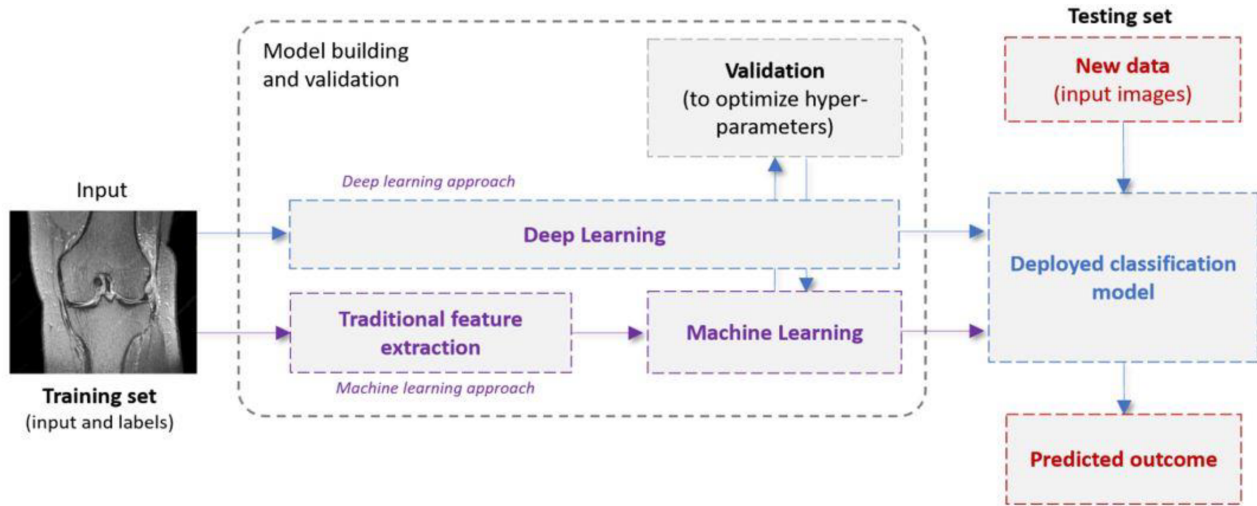 Model building
and validation
Validation
(to optimize hyper-
parameters)
Testing set
New data
(input images)
Input
Deep learning approach
Deep Learning
Deployed classification
model
Traditional feature
extraction
Machine Learning
Machine learning approach
Training set
(input and labels)
Predicted outcome